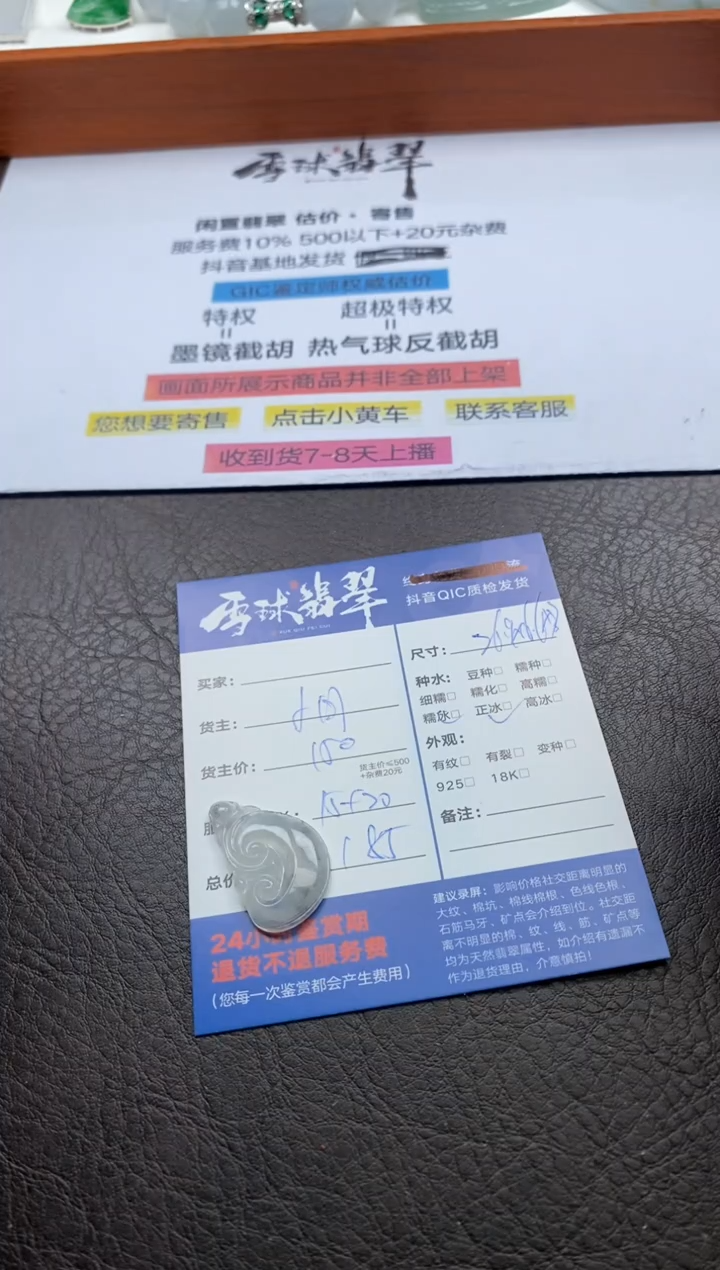 雪球翡翠
闲置翡翠 估价·寄售
服务费10% 500以下+20元杂费
抖音基地发货
GIC鉴定师权威估价
特权 超极特权
= =
墨镜截胡 热气球反截胡
画面所展示商品并非全部上架
您想要寄售 点击小黄车 联系客服
收到货7-8天上播
雪球翡翠
抖音QIC质检发货
买家：
货主：
货主价：150
货主价≤500
+杂费20元
15+20
总价 185
尺寸：
种水：豆种□ 糯种□
细糯□ 糯化□ 高糯□
糯冰□ 正冰□ 高冰□
外观：
有纹□ 有裂□ 变种□
925□ 18K□
备注：
24小时鉴赏期
退货不退服务费
(您每一次鉴赏都会产生费用)
建议录屏：影响价格社交距离明显的
大纹、棉坑、棉线棉根、色线色根、
石筋马牙、矿点会介绍到位。社交距
离不明显的棉、纹、线、筋、矿点等
均为天然翡翠属性，如介绍有遗漏不
作为退货理由，介意慎拍！